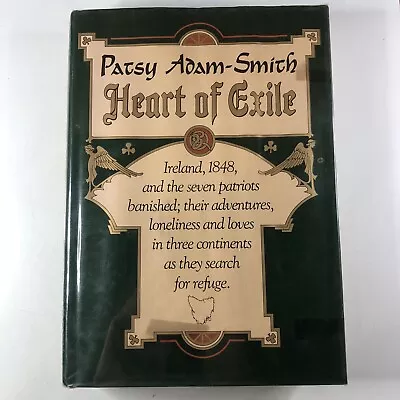 Patsy Adam-Smith
Heart of Exile
Ireland, 1848,
and the seven patriots
banished; their adventures,
loneliness and loves
in three continents
as they search
for refuge.